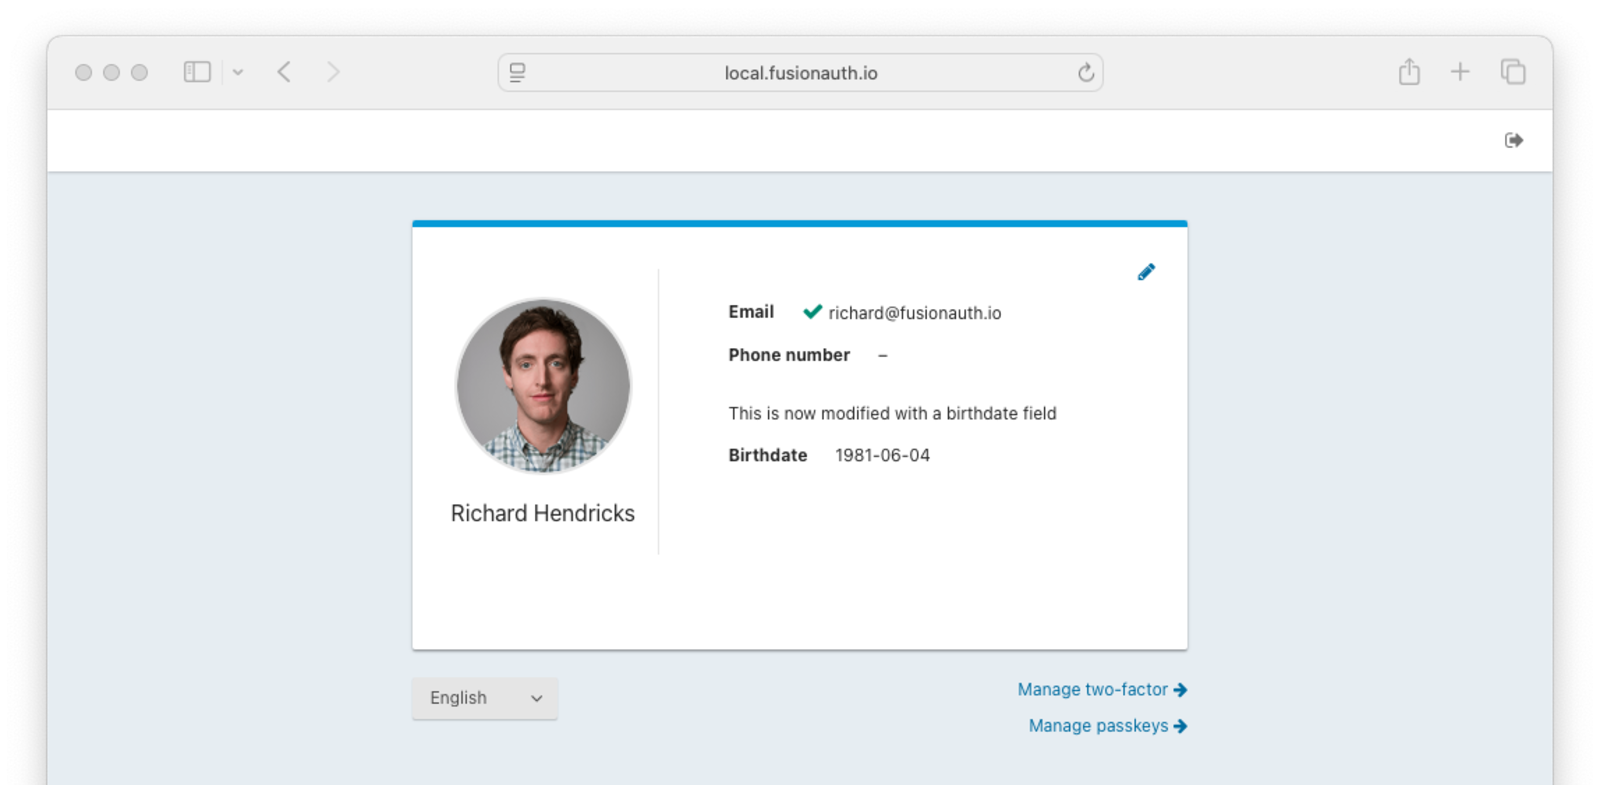 local.fusionauth.io
Email richard@fusionauth.io
Phone number –
This is now modified with a birthdate field
Birthdate 1981-06-04
Richard Hendricks
English
Manage two-factor
Manage passkeys